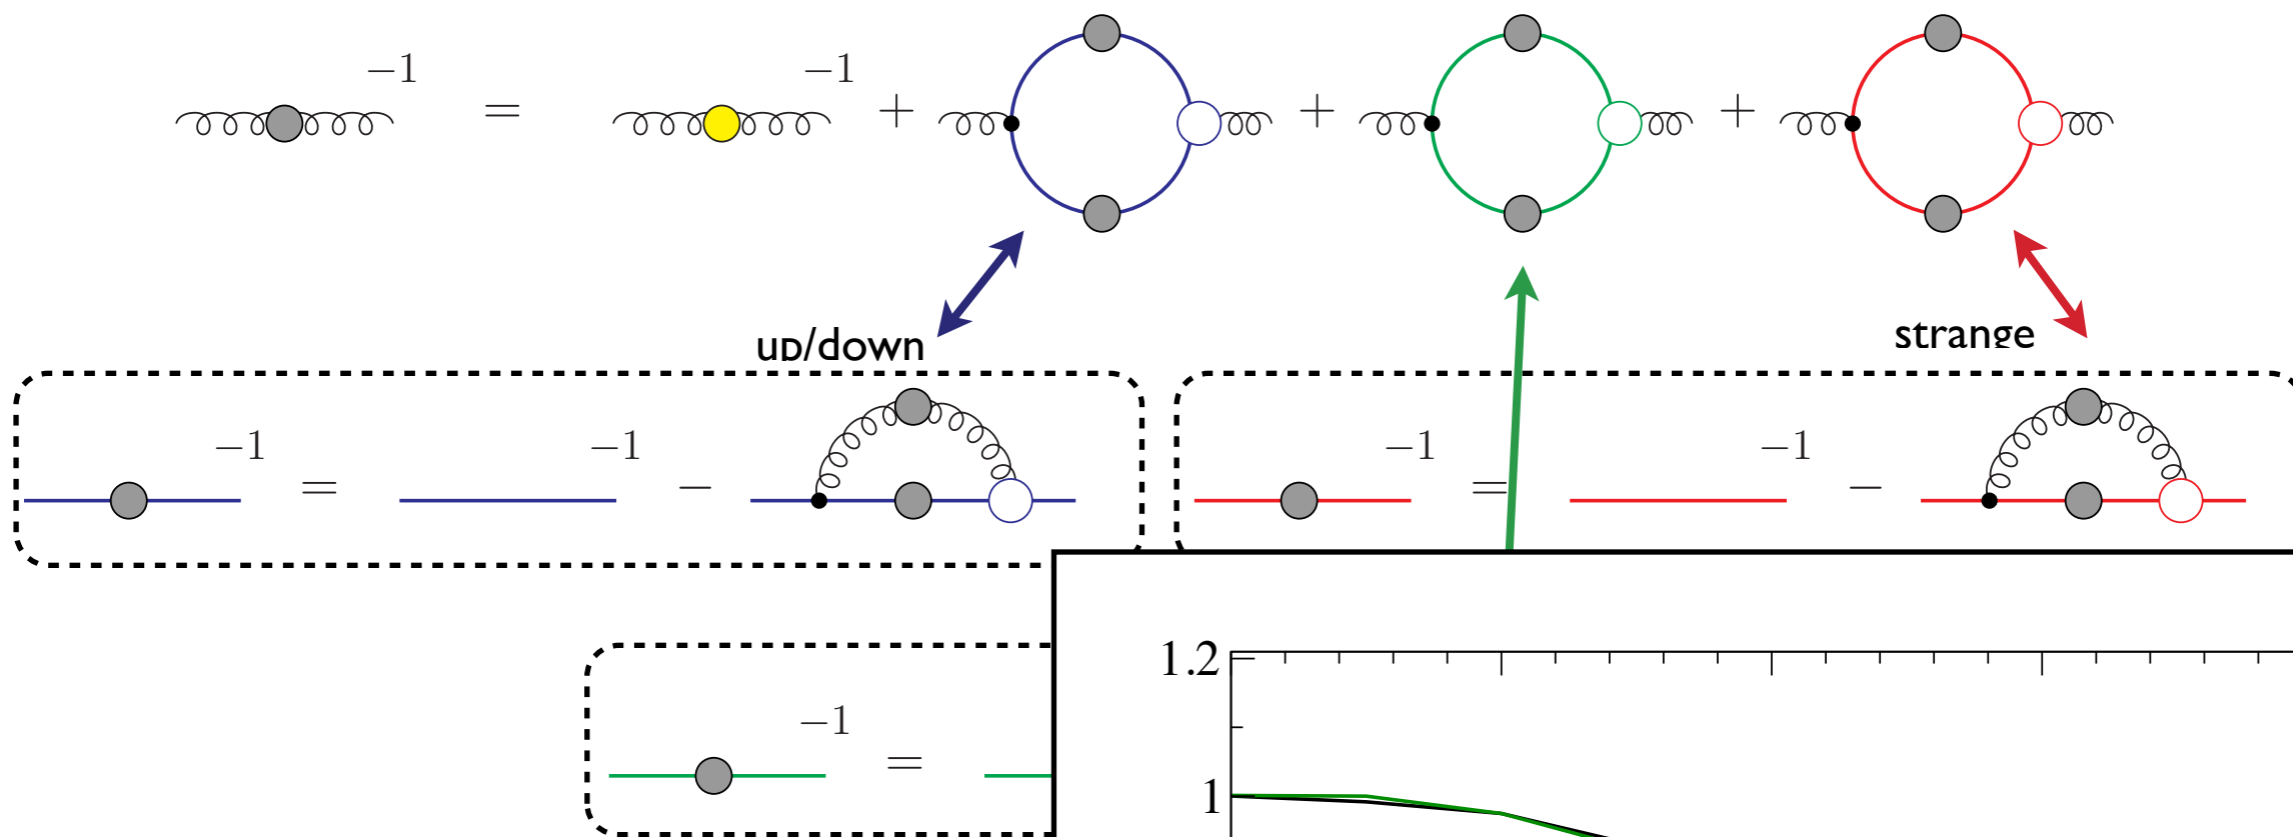 −1 = −1 + + +
up/down strange
−1 = −1 − −1 = −1 −
1.2
−1 =
1